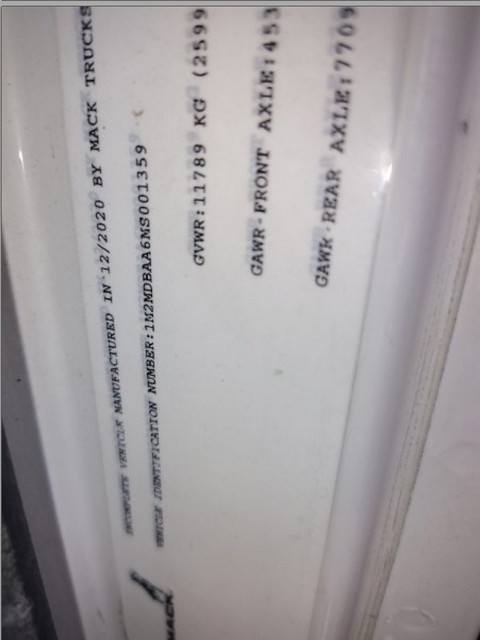 MACK
INCOMPLETE VEHICLE MANUFACTURED IN 12/2020 BY MACK TRUCKS
VEHICLE IDENTIFICATION NUMBER:1M2MDBAA6MS001359
GVWR:11789 KG (2599
GAWR-FRONT AXLE:453
GAWR-REAR AXLE:7709